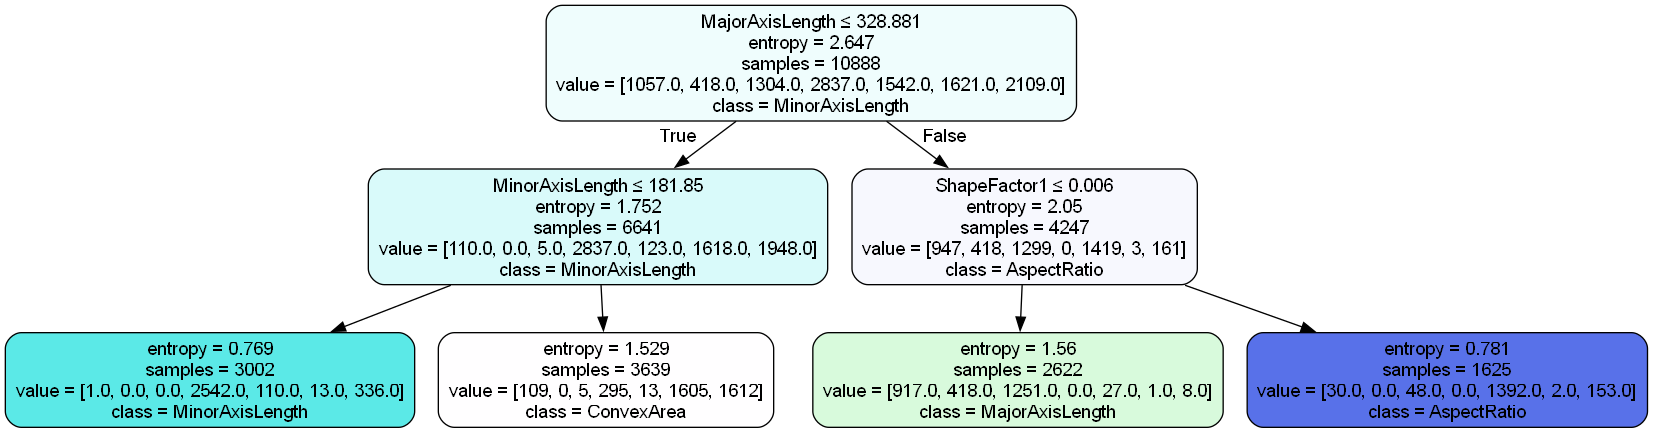 MajorAxisLength ≤ 328.881
entropy = 2.647
samples = 10888
value = [1057.0, 418.0, 1304.0, 2837.0, 1542.0, 1621.0, 2109.0]
class = MinorAxisLength
True
False
MinorAxisLength ≤ 181.85
entropy = 1.752
samples = 6641
value = [110.0, 0.0, 5.0, 2837.0, 123.0, 1618.0, 1948.0]
class = MinorAxisLength
ShapeFactor1 ≤ 0.006
entropy = 2.05
samples = 4247
value = [947, 418, 1299, 0, 1419, 3, 161]
class = AspectRatio
entropy = 0.769
samples = 3002
value = [1.0, 0.0, 0.0, 2542.0, 110.0, 13.0, 336.0]
class = MinorAxisLength
entropy = 1.529
samples = 3639
value = [109, 0, 5, 295, 13, 1605, 1612]
class = ConvexArea
entropy = 1.56
samples = 2622
value = [917.0, 418.0, 1251.0, 0.0, 27.0, 1.0, 8.0]
class = MajorAxisLength
entropy = 0.781
samples = 1625
value = [30.0, 0.0, 48.0, 0.0, 1392.0, 2.0, 153.0]
class = AspectRatio